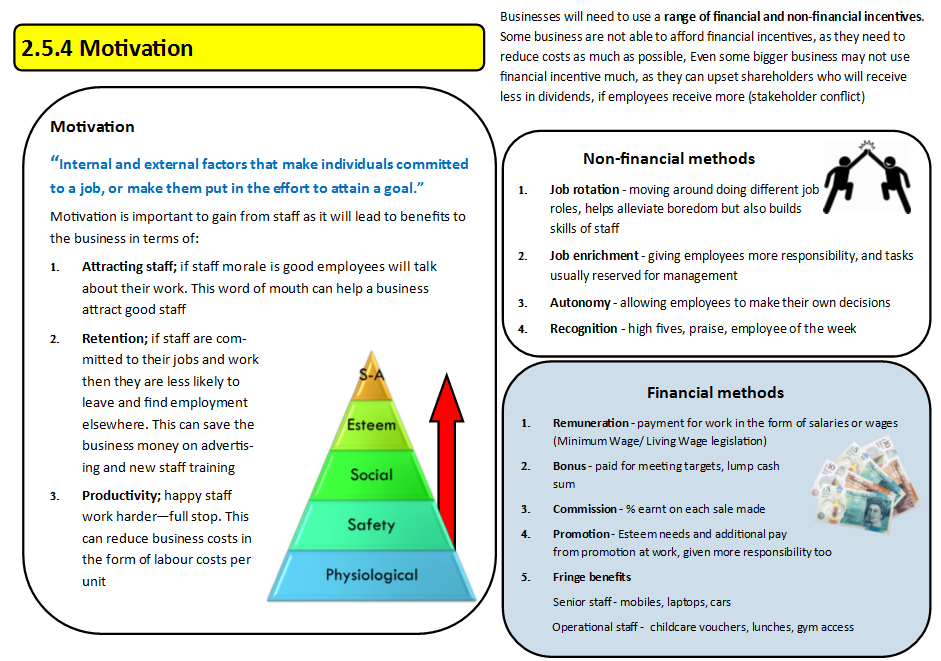 2.5.4 Motivation
Businesses will need to use a range of financial and non-financial incentives.
Some business are not able to afford financial incentives, as they need to
reduce costs as much as possible, Even some bigger business may not use
financial incentive much, as they can upset shareholders who will receive
less in dividends, if employees receive more (stakeholder conflict)
Motivation
“Internal and external factors that make individuals committed
to a job, or make them put in the effort to attain a goal.”
Motivation is important to gain from staff as it will lead to benefits to
the business in terms of:
1. Attracting staff; if staff morale is good employees will talk
about their work. This word of mouth can help a business
attract good staff
2. Retention; if staff are com-
mitted to their jobs and work
then they are less likely to
leave and find employment
elsewhere. This can save the
business money on advertis-
ing and new staff training
3. Productivity; happy staff
work harder—full stop. This
can reduce business costs in
the form of labour costs per
unit
S-A
Esteem
Social
Safety
Physiological
Non-financial methods
1. Job rotation - moving around doing different job
roles, helps alleviate boredom but also builds
skills of staff
2. Job enrichment - giving employees more responsibility, and tasks
usually reserved for management
3. Autonomy - allowing employees to make their own decisions
4. Recognition - high fives, praise, employee of the week
Financial methods
1. Remuneration - payment for work in the form of salaries or wages
(Minimum Wage/ Living Wage legislation)
2. Bonus - paid for meeting targets, lump cash
sum
3. Commission - % earnt on each sale made
4. Promotion - Esteem needs and additional pay
from promotion at work, given more responsibility too
5. Fringe benefits
Senior staff - mobiles, laptops, cars
Operational staff - childcare vouchers, lunches, gym access